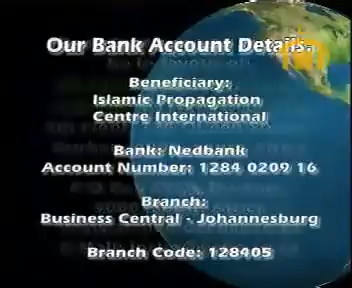 Our Bank Account Details.
Beneficiary:
Islamic Propagation
Centre International
Bank: Nedbank
Account Number: 1284 0209 16
Branch:
Business Central - Johannesburg
Branch Code: 128405